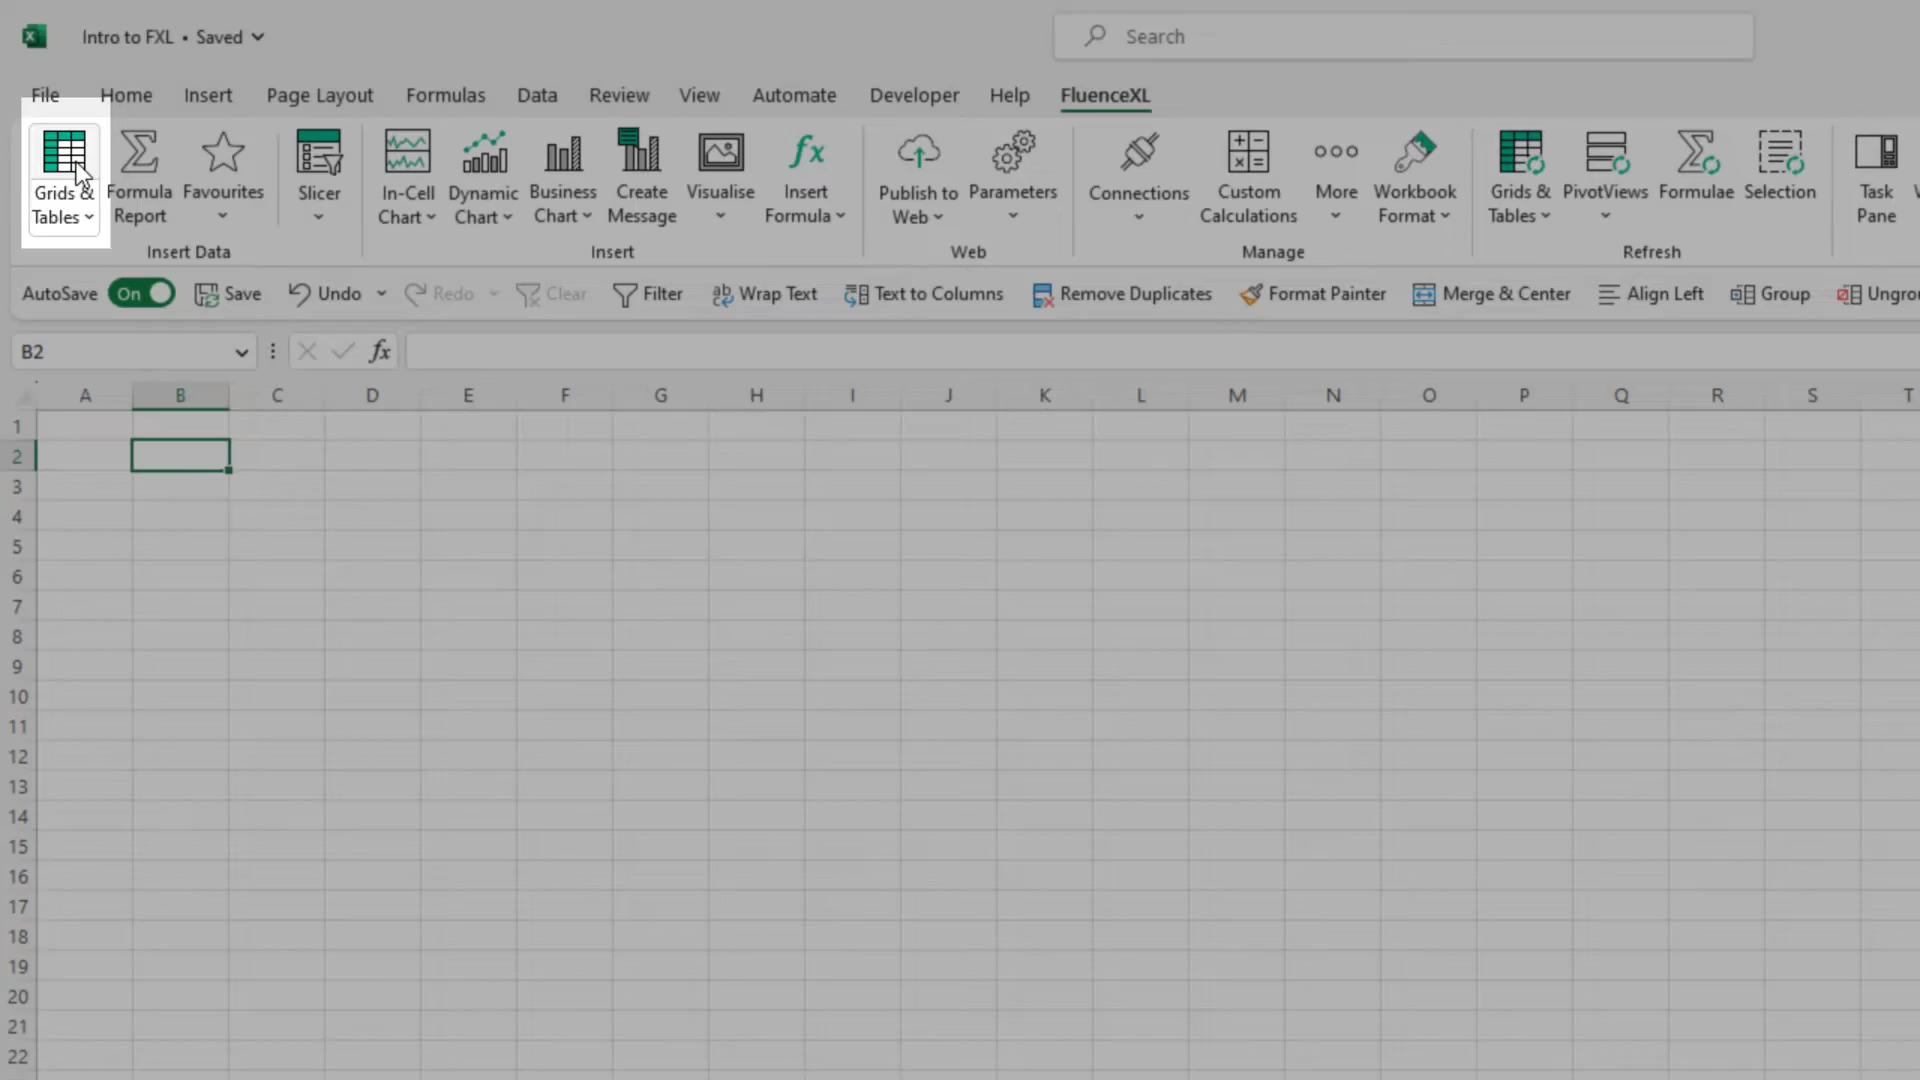 Intro to FXL • Saved
Search
File Home Insert Page Layout Formulas Data Review View Automate Developer Help FluenceXL
Grids & Tables
Formula Report
Favourites
Slicer
In-Cell Chart
Dynamic Chart
Business Chart
Create Message
Visualise
Insert Formula
Publish to Web
Parameters
Connections
Custom Calculations
More
Workbook Format
Grids & Tables
PivotViews
Formulae
Selection
Task Pane
Insert Data Insert Web Manage Refresh
AutoSave On Save Undo Redo Clear Filter Wrap Text Text to Columns Remove Duplicates Format Painter Merge & Center Align Left Group Ungro
B2 fx
A B C D E F G H I J K L M N O P Q R S T
1
2
3
4
5
6
7
8
9
10
11
12
13
14
15
16
17
18
19
20
21
22